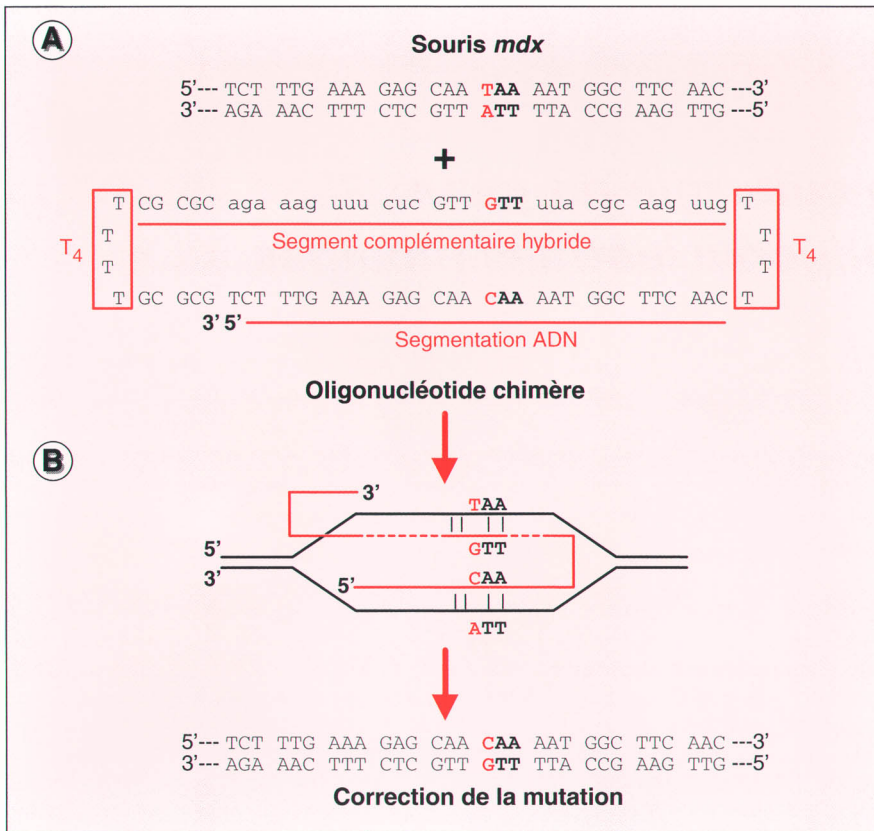 A
Souris mdx
5'--- TCT TTG AAA GAG CAA TAA AAT GGC TTC AAC ---3'
3'--- AGA AAC TTT CTC GTT ATT TTA CCG AAG TTG ---5'
+
T CG CGC aga aag uuu cuc GTT GTT uua cgc aag uug T
Segment complémentaire hybride
T T
T4 T4
T T
T GC GCG TCT TTG AAA GAG CAA CAA AAT GGC TTC AAC T
3' 5'
Segmentation ADN
Oligonucléotide chimère
B
3'
TAA
5'
GTT
3'
CAA
5'
ATT
5'--- TCT TTG AAA GAG CAA CAA AAT GGC TTC AAC ---3'
3'--- AGA AAC TTT CTC GTT GTT TTA CCG AAG TTG ---5'
Correction de la mutation